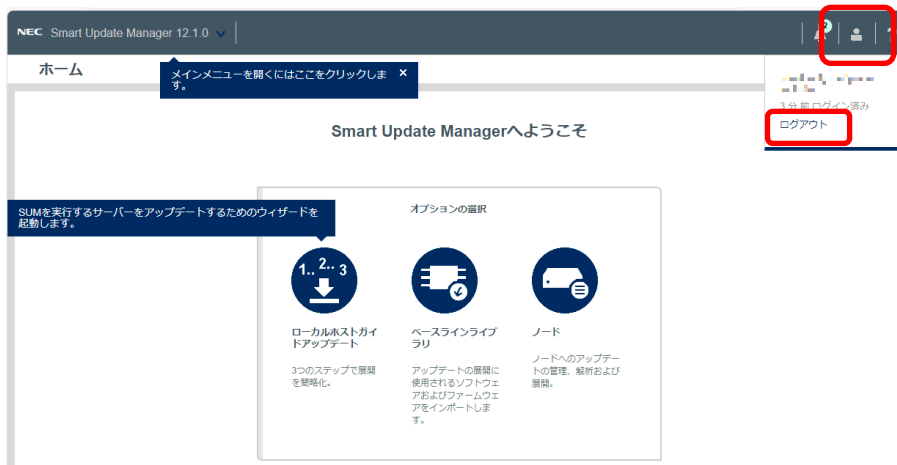 NEC Smart Update Manager 12.1.0
2
?
ホーム
メインメニューを開くにはここをクリックしま
す。
×
3 分 前 ログイン済み
ログアウト
Smart Update Managerへようこそ
SUMを実行するサーバーをアップデートするためのウィザードを
起動します。
オプションの選択
1.. 2.. 3
ローカルホストガイ
ドアップデート
3つのステップで展開
を簡略化。
ベースラインライブ
ラリ
アップデートの展開に
使用されるソフトウェ
アおよびファームウェ
アをインポートしま
す。
ノード
ノードへのアップデー
トの管理、解析および
展開。